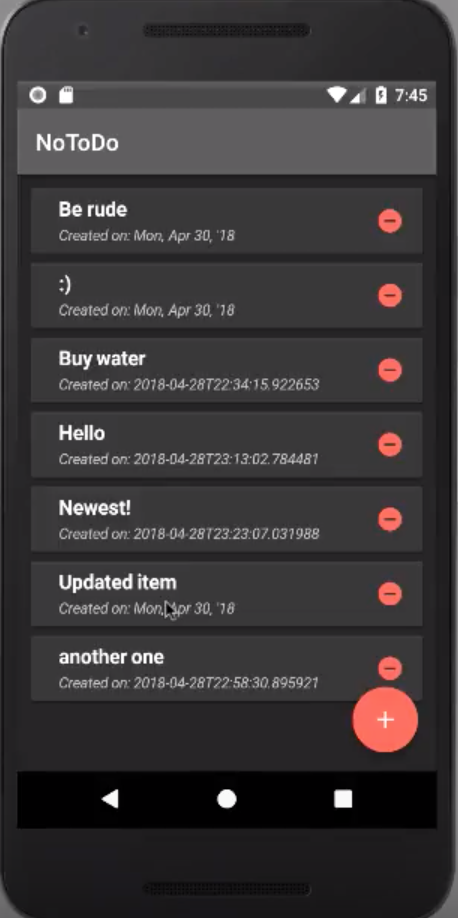 7:45
NoToDo
Be rude
Created on: Mon, Apr 30, '18
:)
Created on: Mon, Apr 30, '18
Buy water
Created on: 2018-04-28T22:34:15.922653
Hello
Created on: 2018-04-28T23:13:02.784481
Newest!
Created on: 2018-04-28T23:23:07.031988
Updated item
Created on: Mon, Apr 30, '18
another one
Created on: 2018-04-28T22:58:30.895921